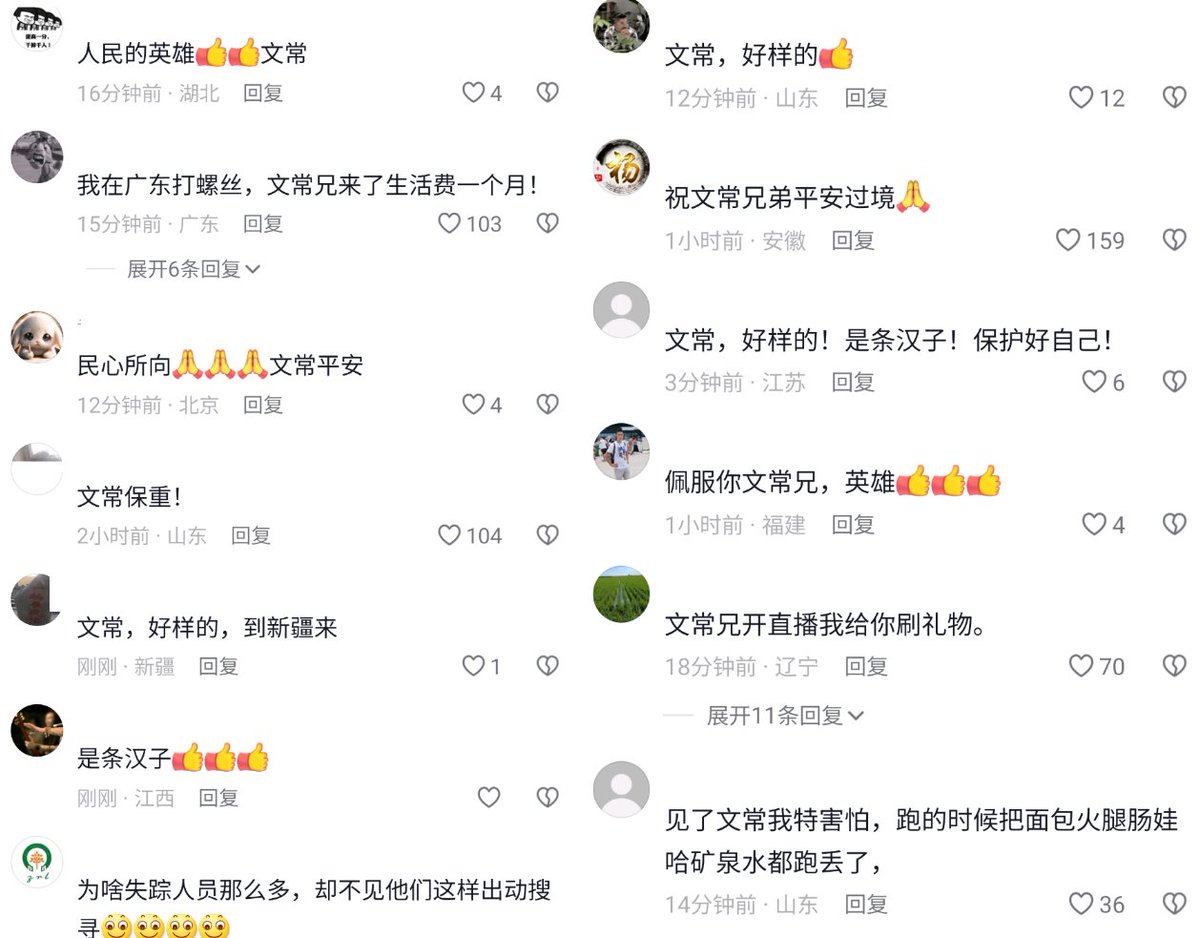 人民的英雄👍👍文常
16分钟前 · 湖北 回复 4
我在广东打螺丝，文常兄来了生活费一个月！
15分钟前 · 广东 回复 103
展开6条回复
民心所向🙏🙏🙏文常平安
12分钟前 · 北京 回复 4
文常保重！
2小时前 · 山东 回复 104
文常，好样的，到新疆来
刚刚 · 新疆 回复 1
是条汉子👍👍👍
刚刚 · 江西 回复
为啥失踪人员那么多，却不见他们这样出动搜
寻🙄🙄🙄🙄
文常，好样的👍
12分钟前 · 山东 回复 12
杨
祝文常兄弟平安过境🙏
1小时前 · 安徽 回复 159
文常，好样的！是条汉子！保护好自己！
3分钟前 · 江苏 回复 6
佩服你文常兄，英雄👍👍👍
1小时前 · 福建 回复 4
文常兄开直播我给你刷礼物。
18分钟前 · 辽宁 回复 70
展开11条回复
见了文常我特害怕，跑的时候把面包火腿肠娃
哈矿泉水都跑丢了，
14分钟前 · 山东 回复 36